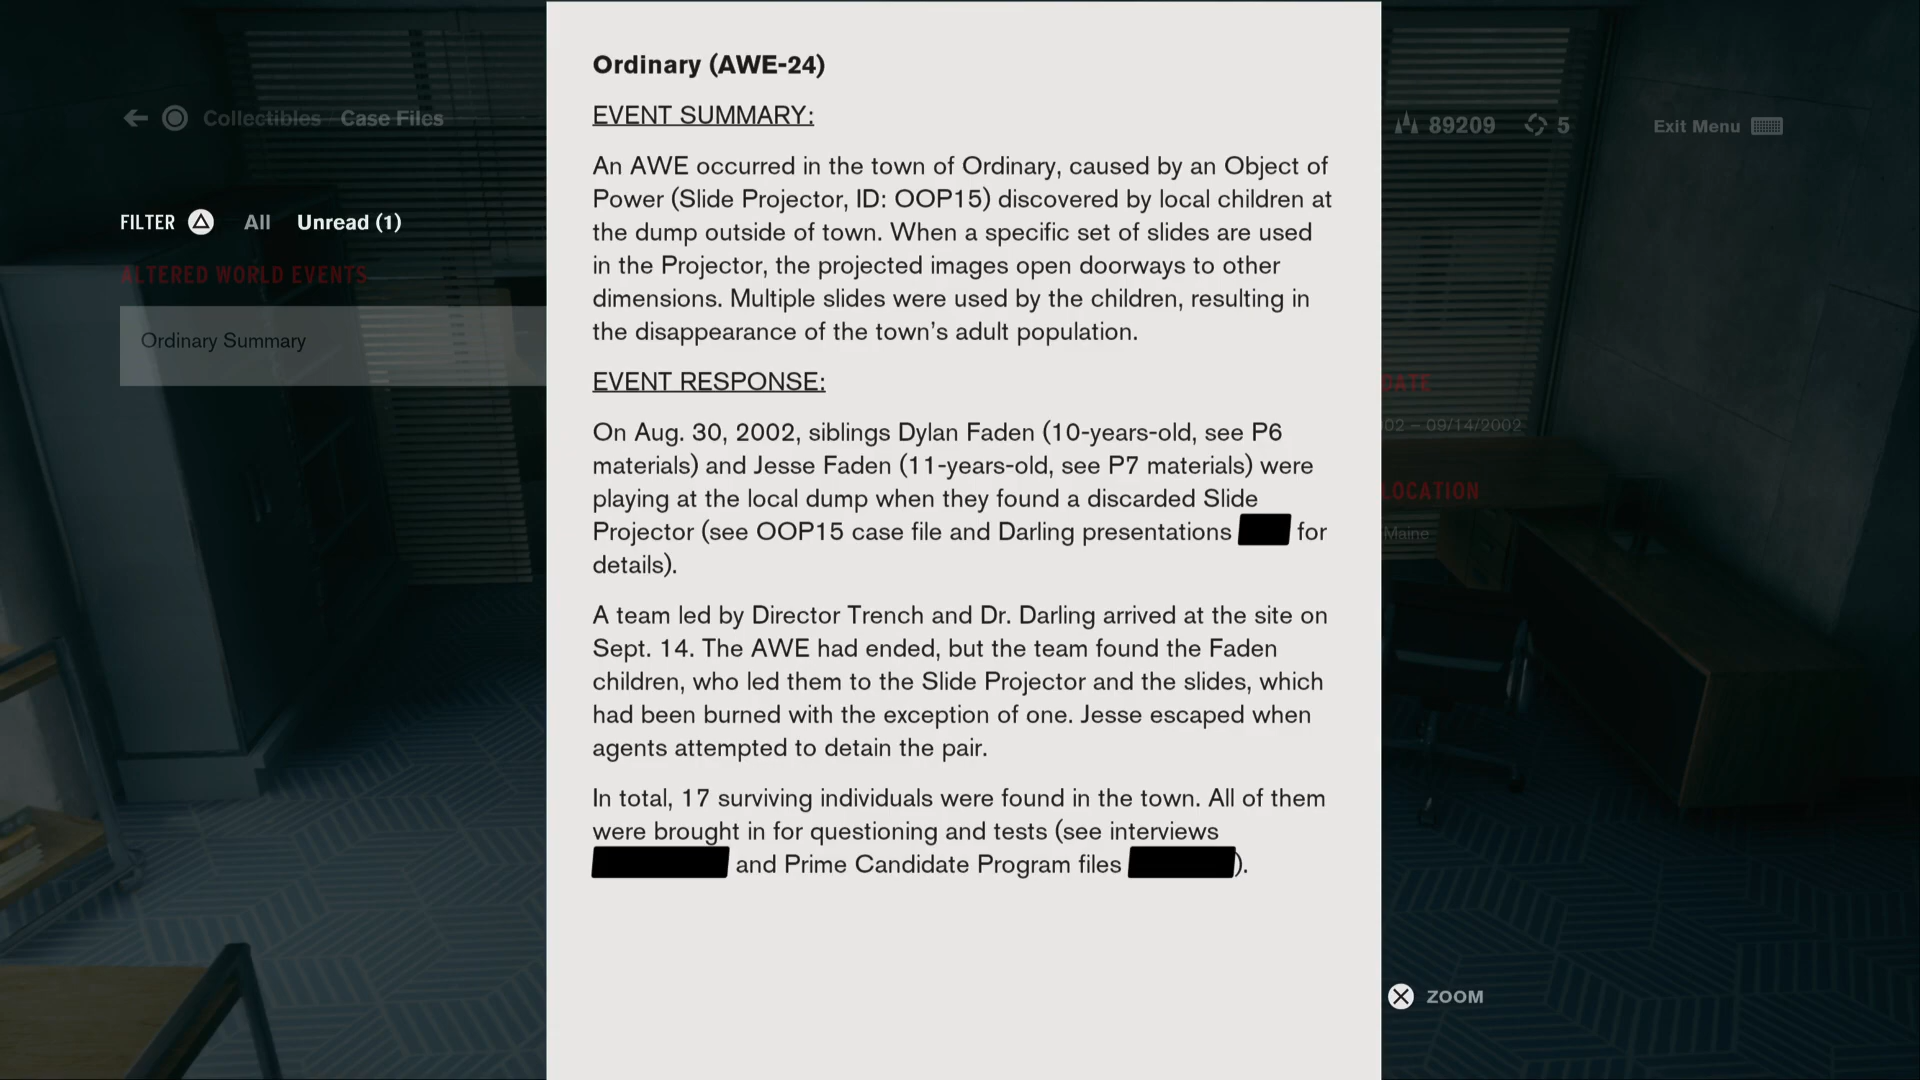 Ordinary (AWE-24)
EVENT SUMMARY:
An AWE occurred in the town of Ordinary, caused by an Object of
Power (Slide Projector, ID: OOP15) discovered by local children at
the dump outside of town. When a specific set of slides are used
in the Projector, the projected images open doorways to other
dimensions. Multiple slides were used by the children, resulting in
the disappearance of the town's adult population.
EVENT RESPONSE:
On Aug. 30, 2002, siblings Dylan Faden (10-years-old, see P6
materials) and Jesse Faden (11-years-old, see P7 materials) were
playing at the local dump when they found a discarded Slide
Projector (see OOP15 case file and Darling presentations for
details).
A team led by Director Trench and Dr. Darling arrived at the site on
Sept. 14. The AWE had ended, but the team found the Faden
children, who led them to the Slide Projector and the slides, which
had been burned with the exception of one. Jesse escaped when
agents attempted to detain the pair.
In total, 17 surviving individuals were found in the town. All of them
were brought in for questioning and tests (see interviews
and Prime Candidate Program files ).
Collectibles Case Files
FILTER All Unread (1)
ALTERED WORLD EVENTS
Ordinary Summary
89209 5 Exit Menu
DATE
02 – 09/14/2002
LOCATION
Maine
ZOOM